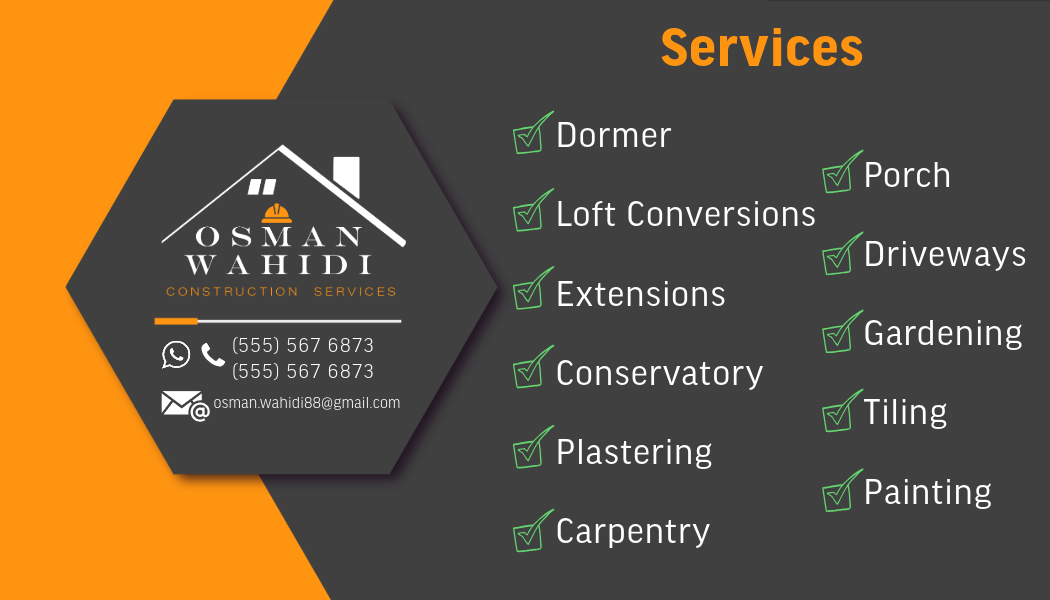 OSMAN
WAHIDI
CONSTRUCTION SERVICES
(555) 567 6873
(555) 567 6873
@
osman.wahidi88@gmail.com
Services
Dormer
Loft Conversions
Extensions
Conservatory
Plastering
Carpentry
Porch
Driveways
Gardening
Tiling
Painting